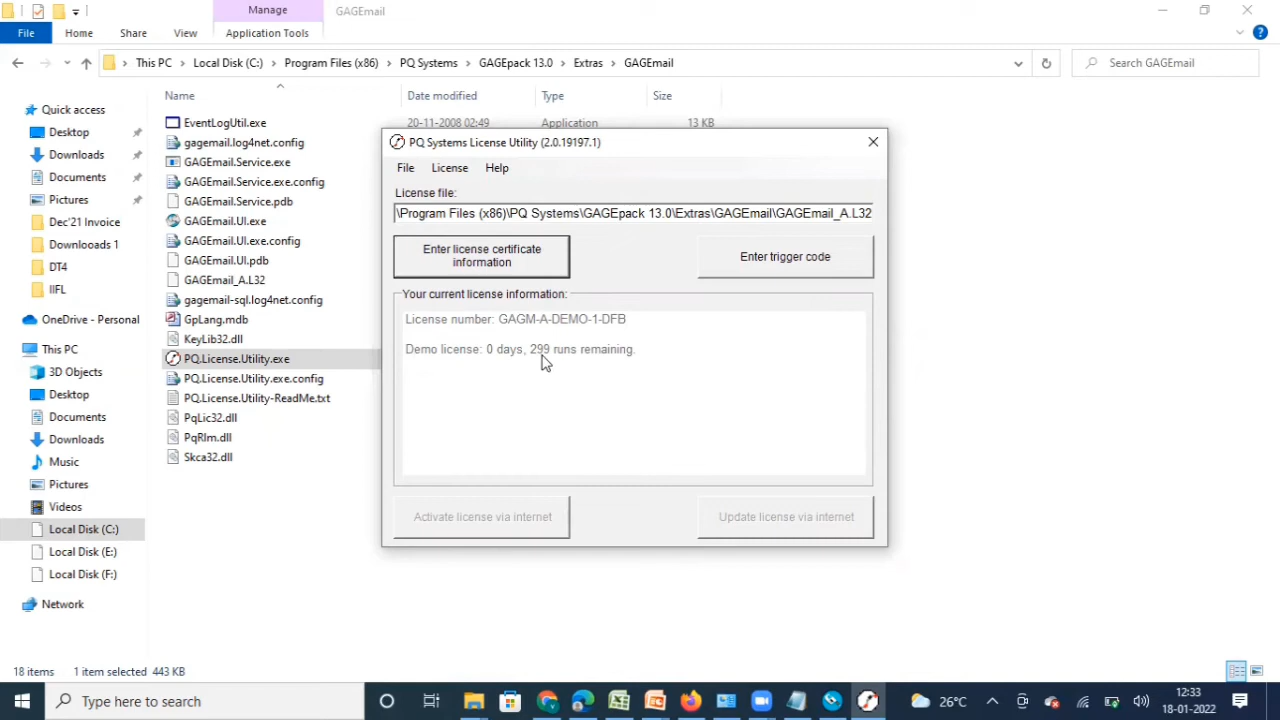 Manage
GAGEmail
File
Home
Share
View
Application Tools
This PC
Local Disk (C:)
Program Files (x86)
PQ Systems
GAGEpack 13.0
Extras
GAGEmail
Search GAGEmail
Quick access
Desktop
Downloads
Documents
Pictures
Dec'21 Invoice
Downlooads 1
DT4
IIFL
OneDrive - Personal
This PC
3D Objects
Desktop
Documents
Downloads
Music
Pictures
Videos
Local Disk (C:)
Local Disk (E:)
Local Disk (F:)
Network
Name
Date modified
Type
Size
EventLogUtil.exe
20-11-2008 02:49
Application
13 KB
gagemail.log4net.config
GAGEmail.Service.exe
GAGEmail.Service.exe.config
GAGEmail.Service.pdb
GAGEmail.UI.exe
GAGEmail.UI.exe.config
GAGEmail.UI.pdb
GAGEmail_A.L32
gagemail-sql.log4net.config
GpLang.mdb
KeyLib32.dll
PQ.License.Utility.exe
PQ.License.Utility.exe.config
PQ.License.Utility-ReadMe.txt
PqLic32.dll
PqRlm.dll
Skca32.dll
PQ Systems License Utility (2.0.19197.1)
File
License
Help
License file:
\Program Files (x86)\PQ Systems\GAGEpack 13.0\Extras\GAGEmail\GAGEmail_A.L32
Enter license certificate
information
Enter trigger code
Your current license information:
License number: GAGM-A-DEMO-1-DFB
Demo license: 0 days, 299 runs remaining.
Activate license via internet
Update license via internet
18 items
1 item selected 443 KB
Type here to search
26°C
12:33
18-01-2022